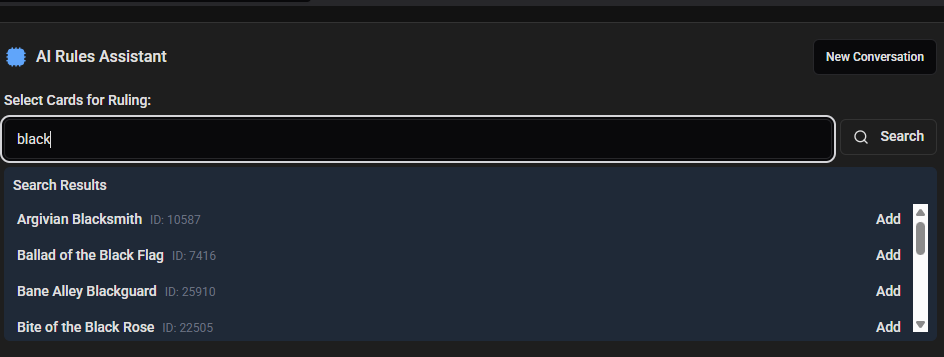 AI Rules Assistant
New Conversation
Select Cards for Ruling:
black
Search
Search Results
Argivian Blacksmith ID: 10587 Add
Ballad of the Black Flag ID: 7416 Add
Bane Alley Blackguard ID: 25910 Add
Bite of the Black Rose ID: 22505 Add